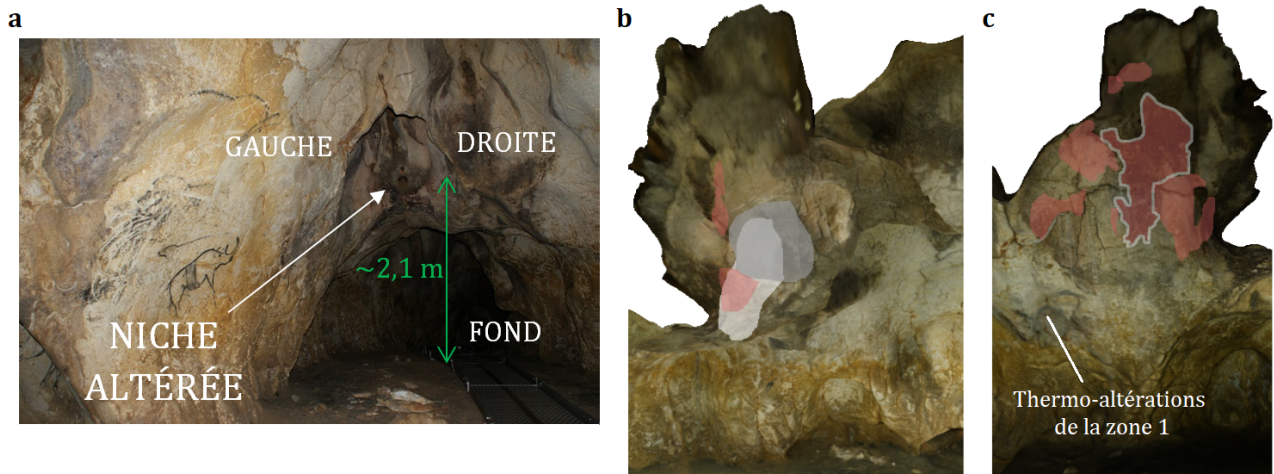 a
b
c
GAUCHE
DROITE
~2,1 m
NICHE
ALTÉRÉE
FOND
Thermo-altérations
de la zone 1